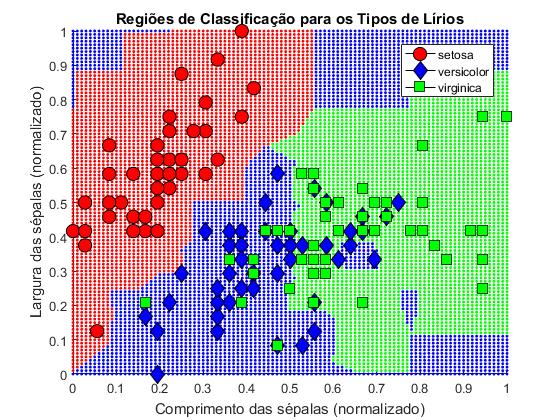 Regiões de Classificação para os Tipos de Lírios
setosa
versicolor
virginica
Largura das sépalas (normalizado)
1
0.9
0.8
0.7
0.6
0.5
0.4
0.3
0.2
0.1
0
0 0.1 0.2 0.3 0.4 0.5 0.6 0.7 0.8 0.9 1
Comprimento das sépalas (normalizado)